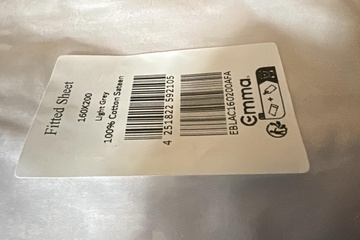 Fitted Sheet
160X200
Light Grey
100% Cotton Sateen
4 251822 592105
EBLAC160200AFA
Emma.